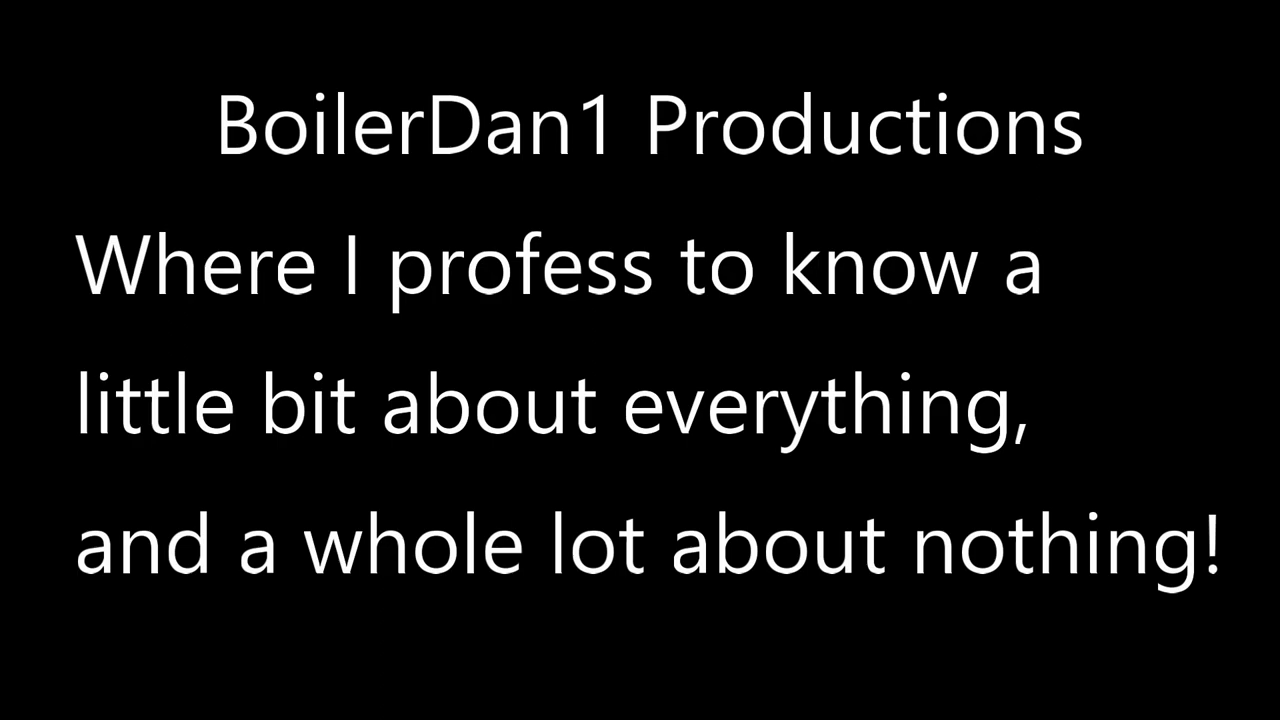 BoilerDan1 Productions
Where I profess to know a
little bit about everything,
and a whole lot about nothing!